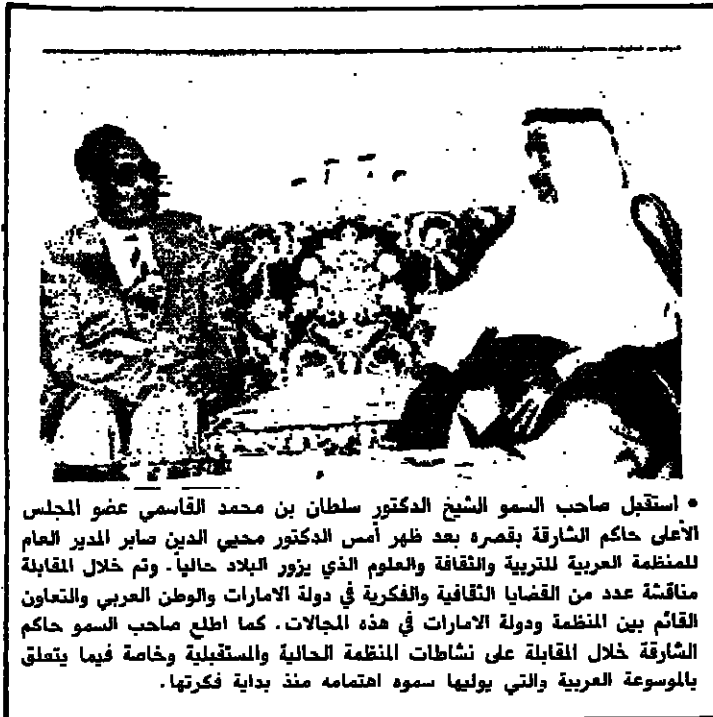 • استقبل صاحب السمو الشيخ الدكتور سلطان بن محمد القاسمي عضو المجلس
الأعلى حاكم الشارقة بقصره بعد ظهر أمس الدكتور محيي الدين صابر المدير العام
للمنظمة العربية للتربية والثقافة والعلوم الذي يزور البلاد حالياً. وتم خلال المقابلة
مناقشة عدد من القضايا الثقافية والفكرية في دولة الامارات والوطن العربي والتعاون
القائم بين المنظمة ودولة الامارات في هذه المجالات. كما اطلع صاحب السمو حاكم
الشارقة خلال المقابلة على نشاطات المنظمة الحالية والمستقبلية وخاصة فيما يتعلق
بالموسوعة العربية والتي يوليها سموه اهتمامه منذ بداية فكرتها.